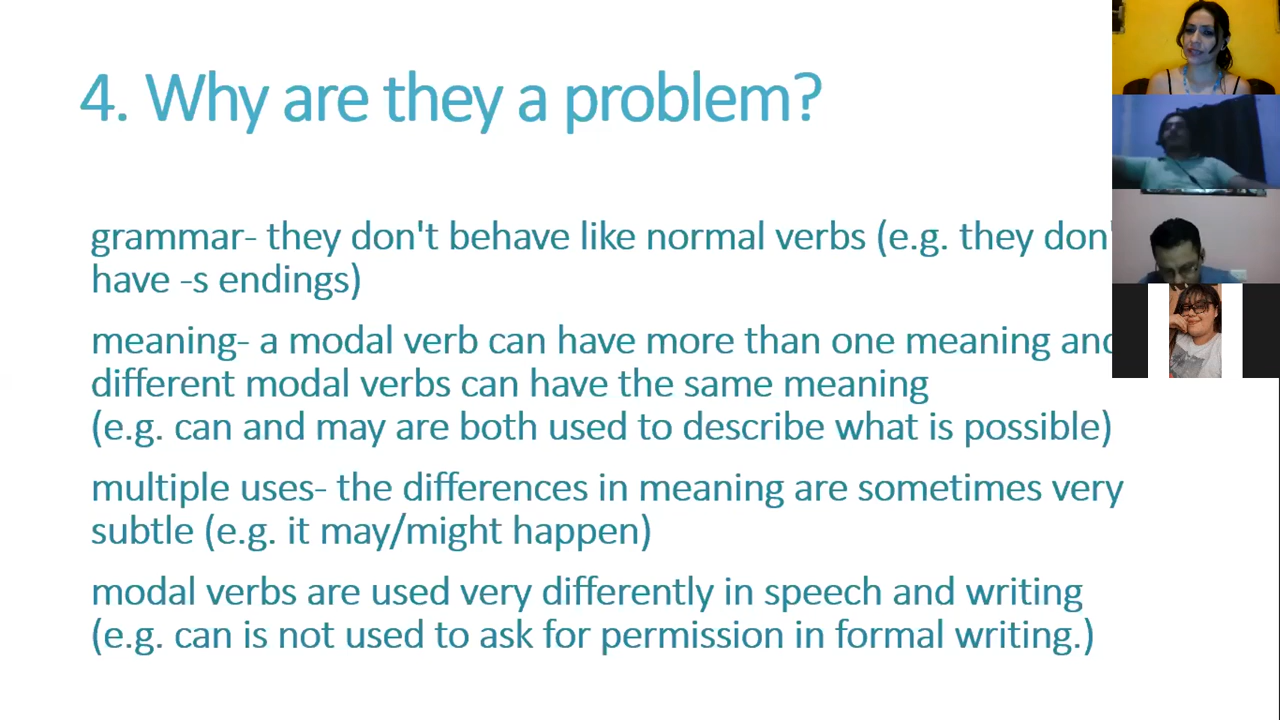 4. Why are they a problem?
grammar- they don't behave like normal verbs (e.g. they don'
have -s endings)
meaning- a modal verb can have more than one meaning and
different modal verbs can have the same meaning
(e.g. can and may are both used to describe what is possible)
multiple uses- the differences in meaning are sometimes very
subtle (e.g. it may/might happen)
modal verbs are used very differently in speech and writing
(e.g. can is not used to ask for permission in formal writing.)